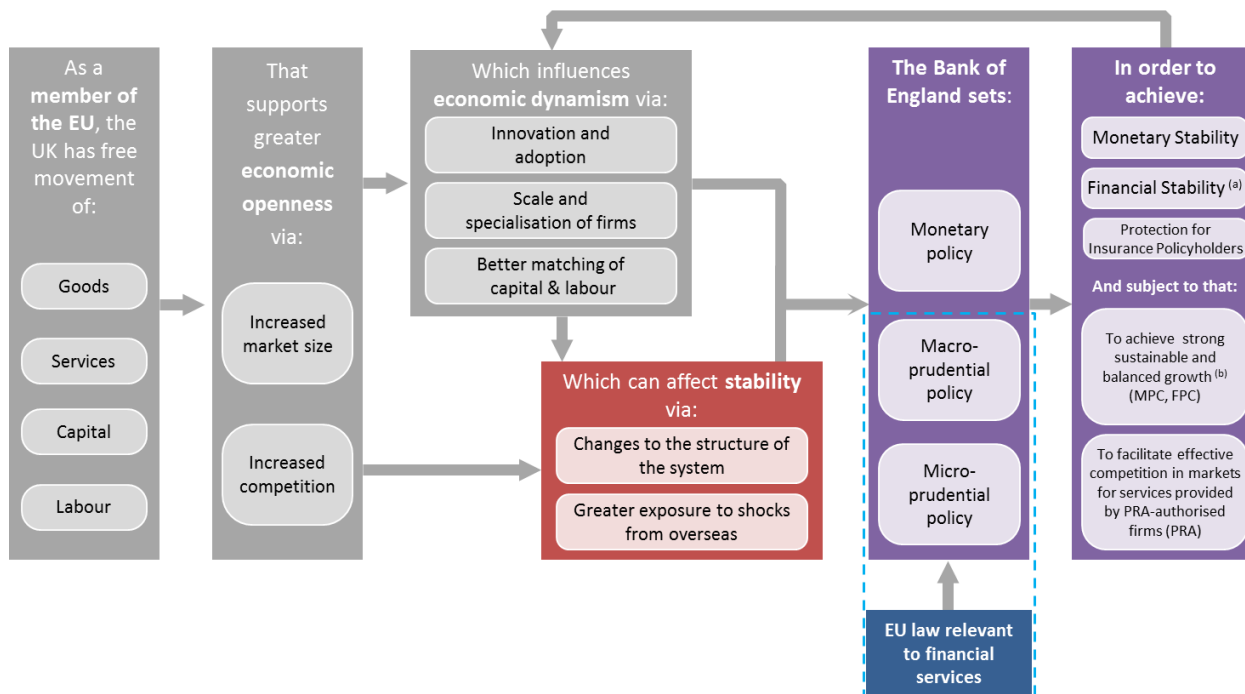 As a
member of
the EU, the
UK has free
movement
of:
Goods
Services
Capital
Labour
That
supports
greater
economic
openness
via:
Increased
market size
Increased
competition
Which influences
economic dynamism via:
Innovation and
adoption
Scale and
specialisation of firms
Better matching of
capital & labour
Which can affect stability
via:
Changes to the structure of
the system
Greater exposure to shocks
from overseas
The Bank of
England sets:
Monetary
policy
Macro-
prudential
policy
Micro-
prudential
policy
EU law relevant
to financial
services
In order to
achieve:
Monetary Stability
Financial Stability (a)
Protection for
Insurance Policyholders
And subject to that:
To achieve strong
sustainable and
balanced growth (b)
(MPC, FPC)
To facilitate effective
competition in markets
for services provided
by PRA-authorised
firms (PRA)